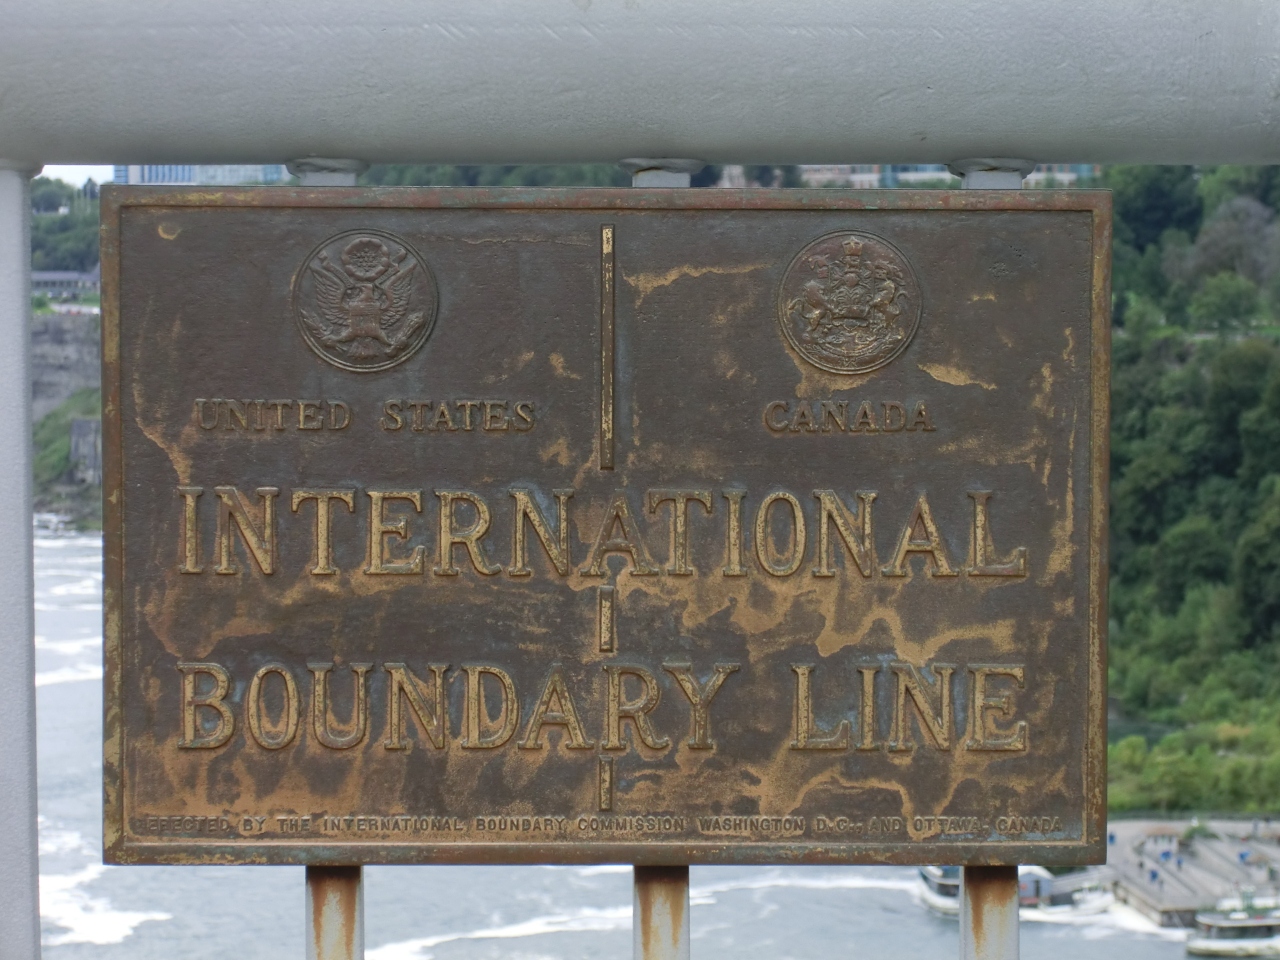 UNITED STATES
CANADA
INTERNATIONAL
BOUNDARY LINE
ERECTED BY THE INTERNATIONAL BOUNDARY COMMISSION WASHINGTON D.C., AND OTTAWA, CANADA